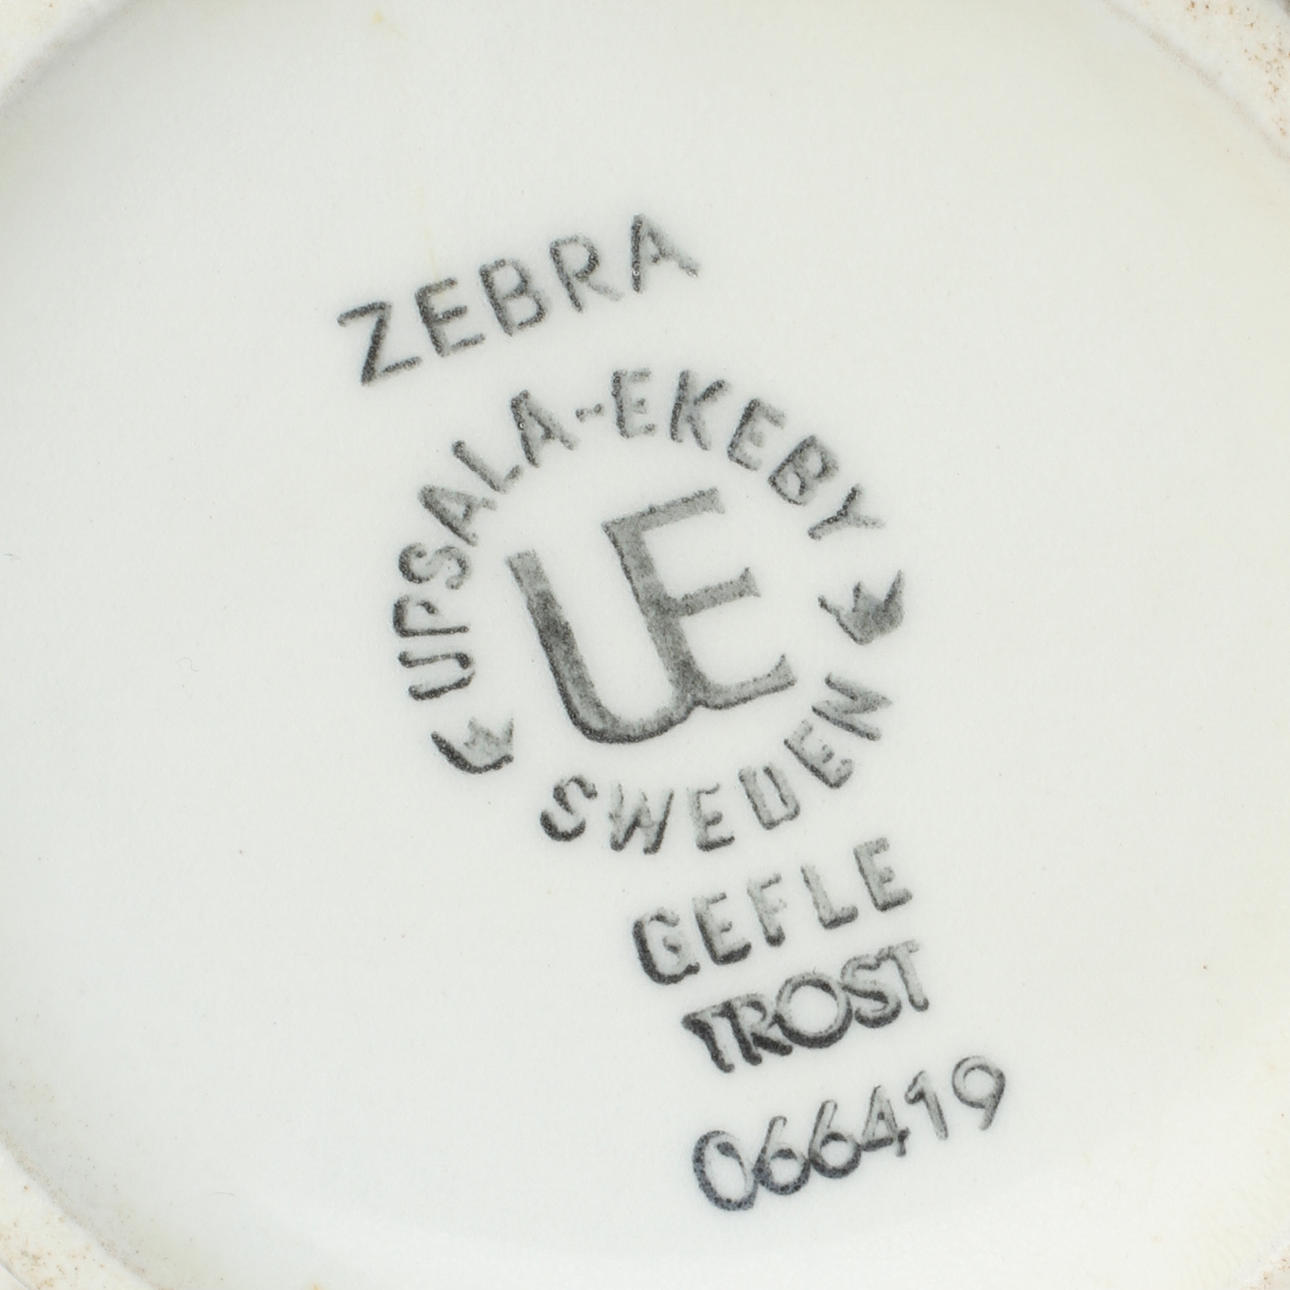 ZEBRA
UPSALA-EKEBY
UE
SWEDEN
GEFLE
TROST
066419